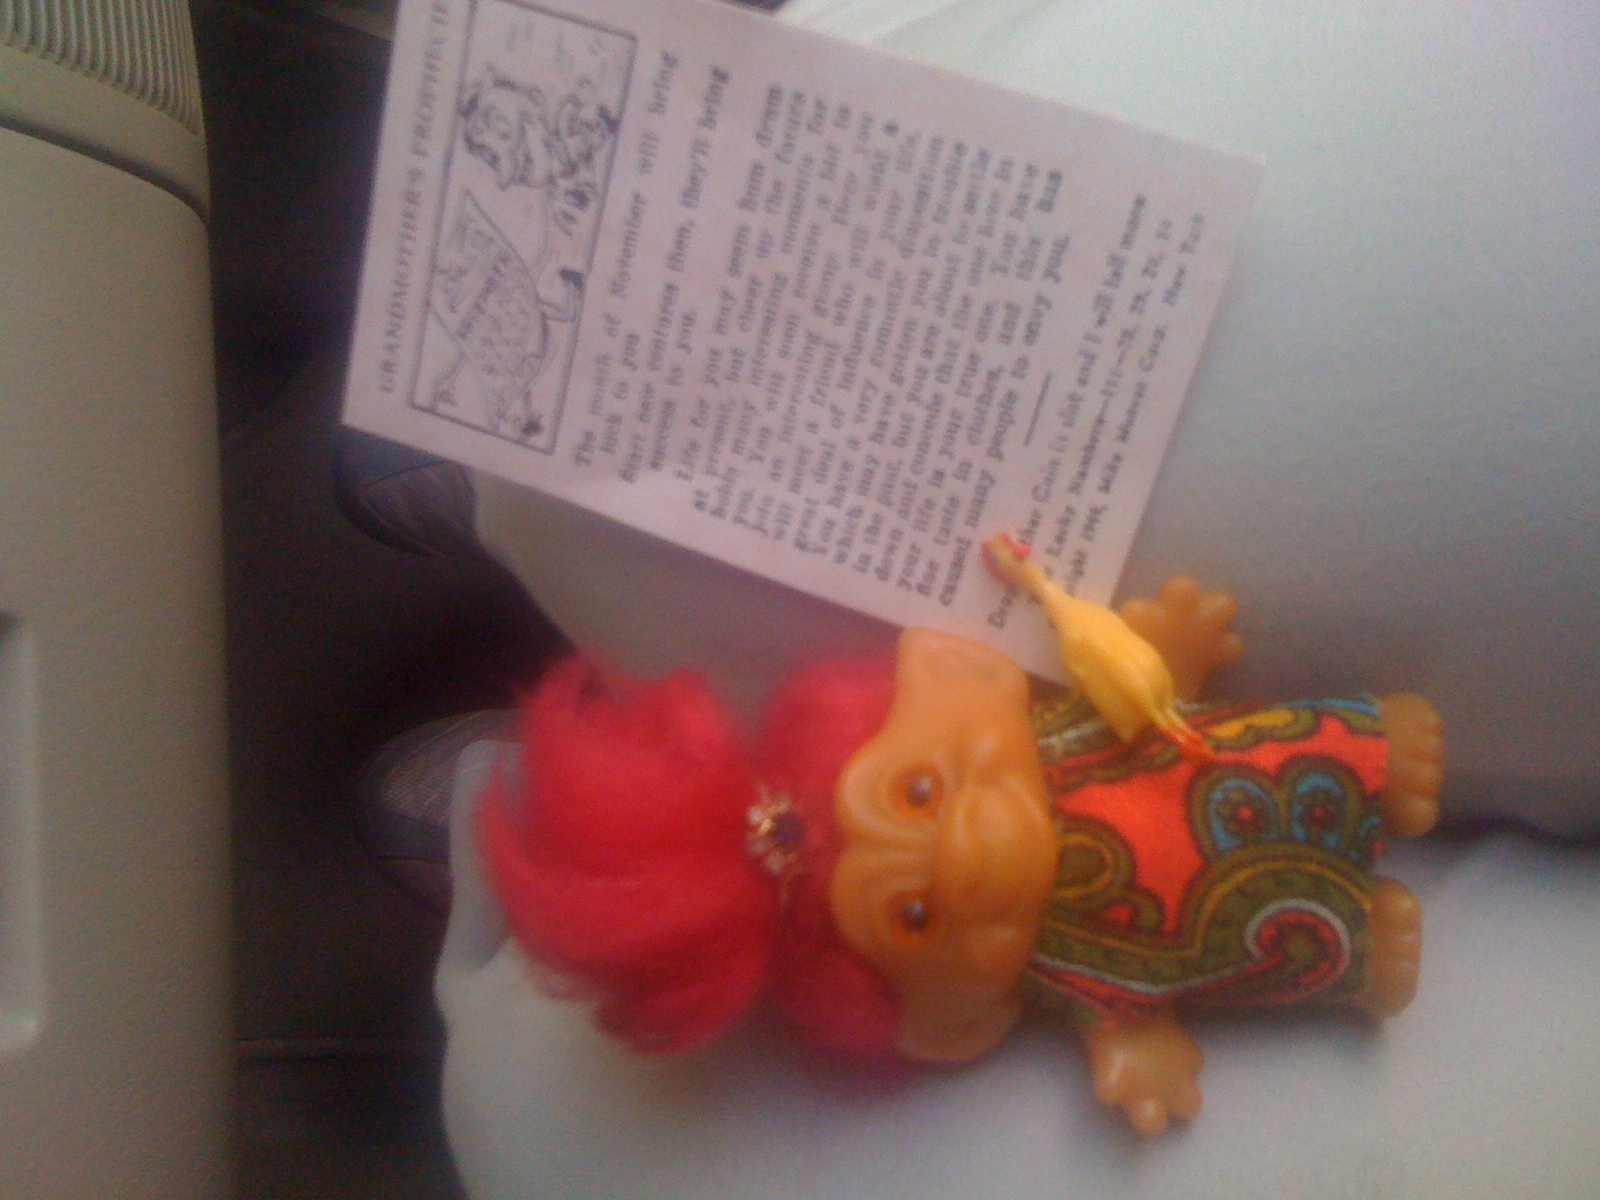 GRANDMOTHER'S PROPHECIE
The month of November will bring
luck to you
Start new ventures then, they'll bring
success to you.
Life for you may seem hum drum
at present, but cheer up the future
holds many interesting moments for
you. You will soon receive a bid to
join an interesting group. Here you
will meet a friend who will wield a
great deal of influence in your life.
You have a very romantic disposition
which may have gotten you in trouble
in the past, but you are about to settle
down and concede that the one love in
your life is your true one. You have
fine taste in clothes, and this has
caused many people to envy you.
Drop ther Coin in slot and I will tell more
Lucky Numbers—111—
Mike Munves Corp. New York